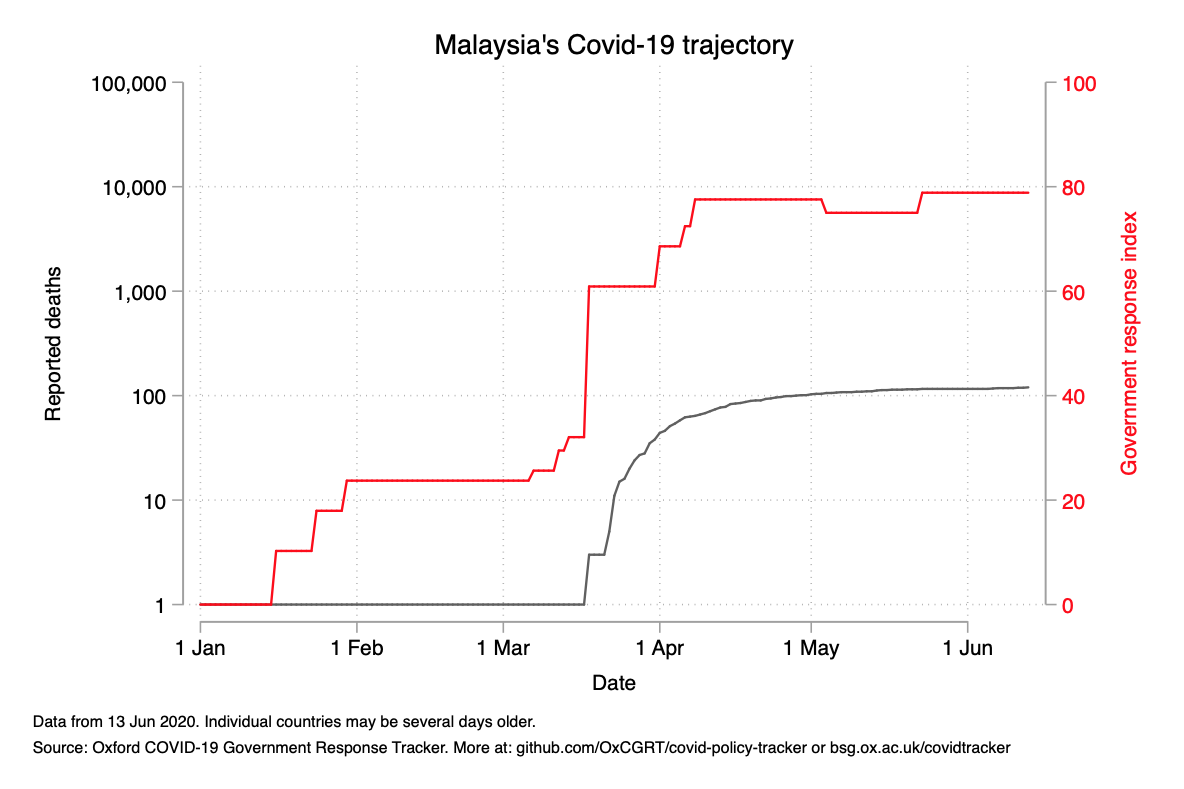 Malaysia's Covid-19 trajectory
100,000
10,000
1,000
100
10
1
Reported deaths
100
80
60
40
20
0
Government response index
1 Jan
1 Feb
1 Mar
1 Apr
1 May
1 Jun
Date
Data from 13 Jun 2020. Individual countries may be several days older.
Source: Oxford COVID-19 Government Response Tracker. More at: github.com/OxCGRT/covid-policy-tracker or bsg.ox.ac.uk/covidtracker